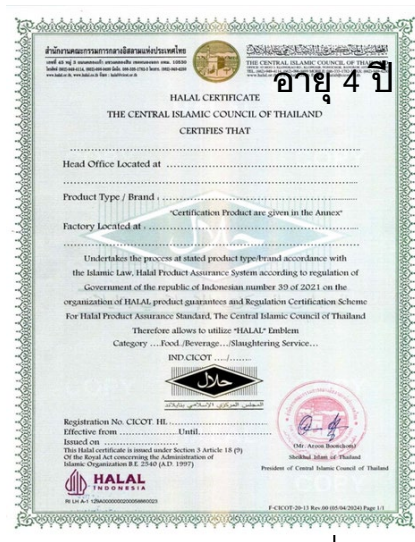 สำนักงานคณะกรรมการกลางอิสลามแห่งประเทศไทย
THE CENTRAL ISLAMIC COUNCIL OF THAILAND
อายุ 4 ปี
HALAL CERTIFICATE
THE CENTRAL ISLAMIC COUNCIL OF THAILAND
CERTIFIES THAT
Head Office Located at
Product Type / Brand :
"Certification Product are given in the Annex"
Factory Located at :
Undertakes the process at stated product type/brand accordance with
the Islamic Law, Halal Product Assurance System according to regulation of
Government of the republic of Indonesian number 39 of 2021 on the
organization of HALAL product guarantees and Regulation Certification Scheme
For Halal Product Assurance Standard, The Central Islamic Council of Thailand
Therefore allows to utilize "HALAL" Emblem
Category ....Food /Beverage.../Slaughtering Service...
IND.CICOT ..../.......
حلال
المجلس المركزي الإسلامي بتايلاند
Registration No. CICOT. HL :
Effective from ....................Until
Issued on
This Halal certificate is issued under Section 3 Article 18 (9)
Of the Royal Act concerning the Administration of
Islamic Organization B.E 2540 (A.D. 1997)
Sheikhul Islam of Thailand
President of Central Islamic Council of Thailand
HALAL
INDONESIA
F-CICOT-20-13 Rev.00 (05/04/2024) Page 1/1